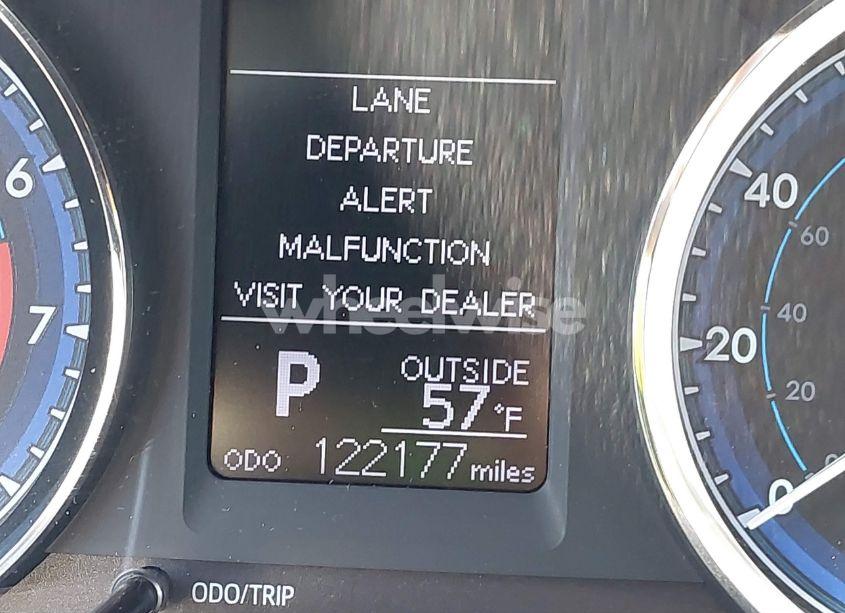 LANE
DEPARTURE
ALERT
MALFUNCTION
VISIT YOUR DEALER
wheelwise
P
OUTSIDE
57°F
ODO 122177 miles
ODO/TRIP
6
7
40
20
0
60
40
20